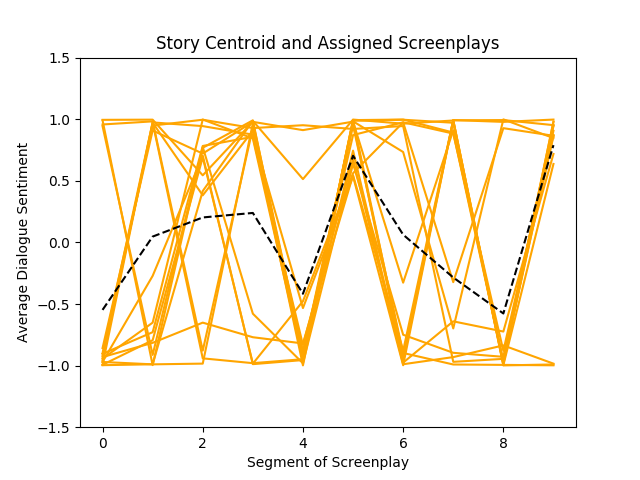 Story Centroid and Assigned Screenplays
1.5
1.0
0.5
0.0
−0.5
−1.0
−1.5
Average Dialogue Sentiment
0 2 4 6 8
Segment of Screenplay